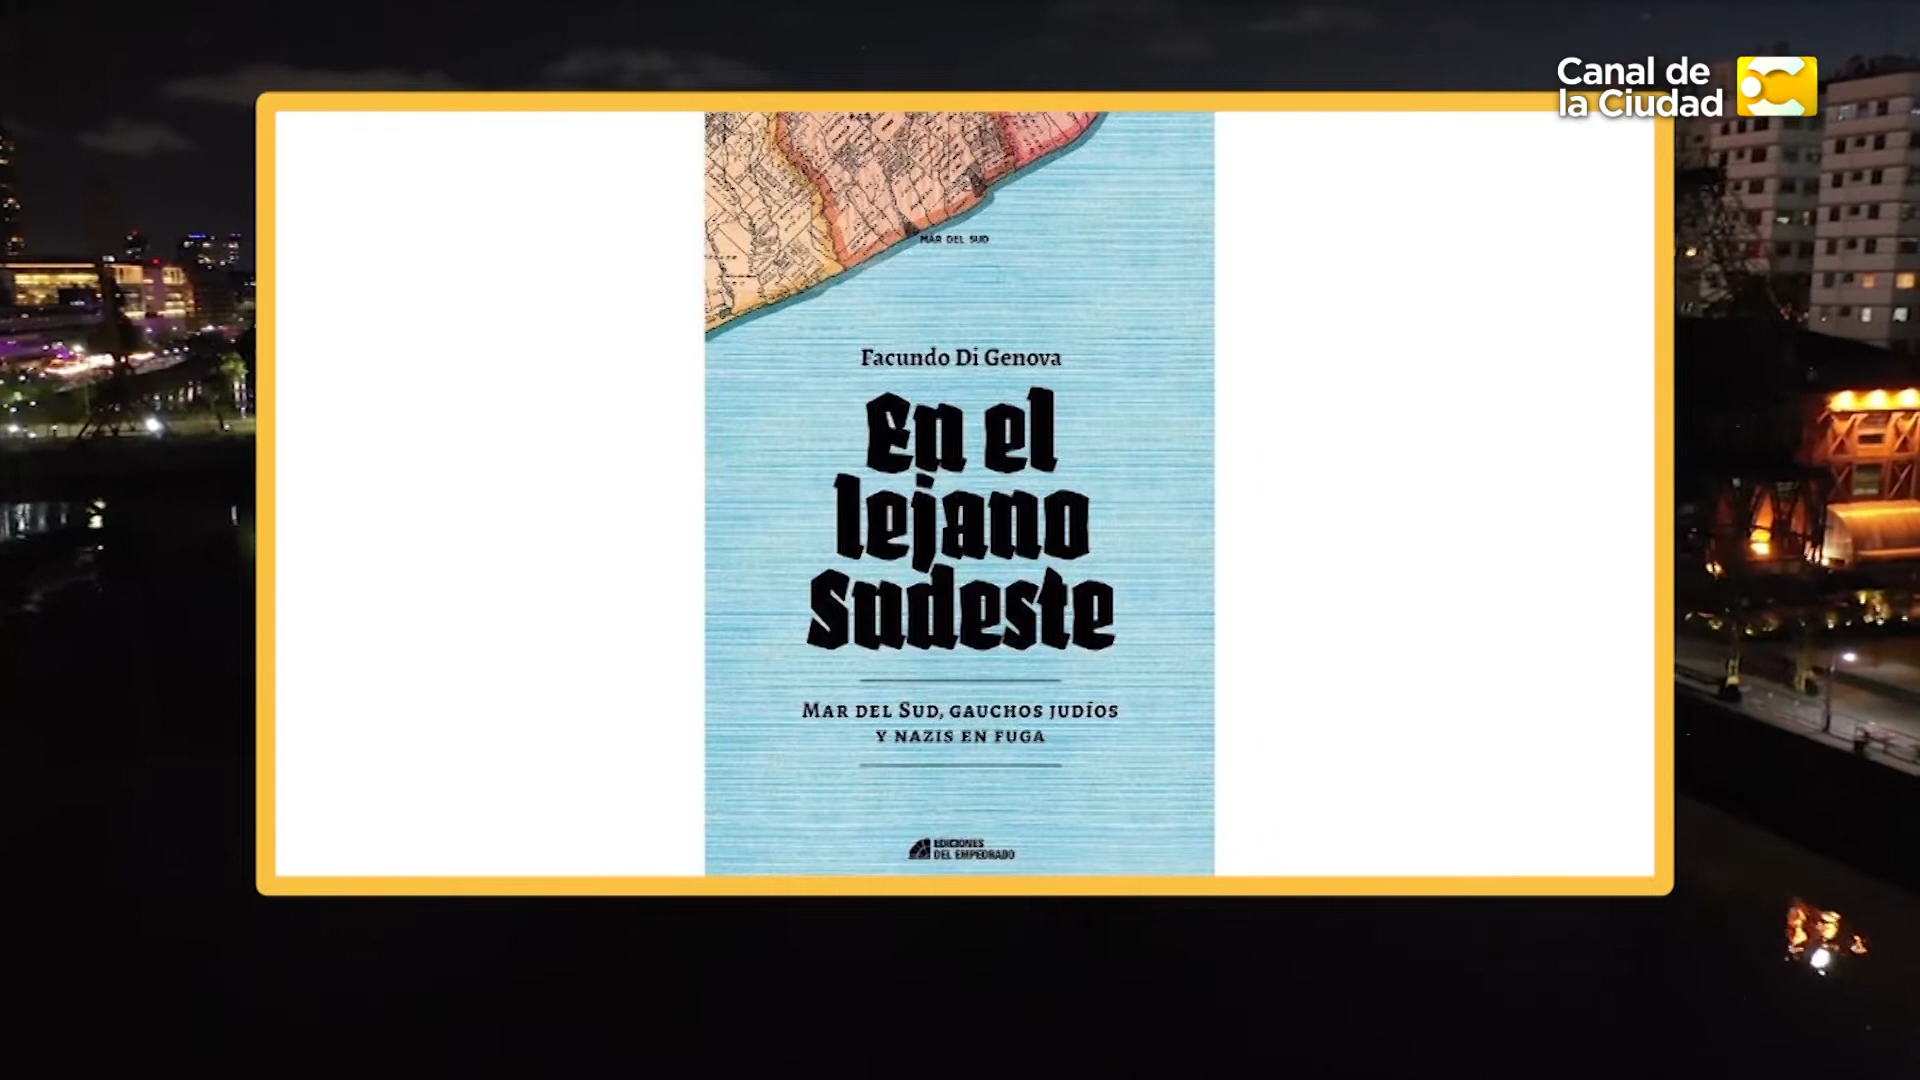 Canal de
la Ciudad
MAR DEL SUD
Facundo Di Genova
En el
lejano
Sudeste
MAR DEL SUD, GAUCHOS JUDÍOS
Y NAZIS EN FUGA
EDICIONES
DEL EMPEDRADO